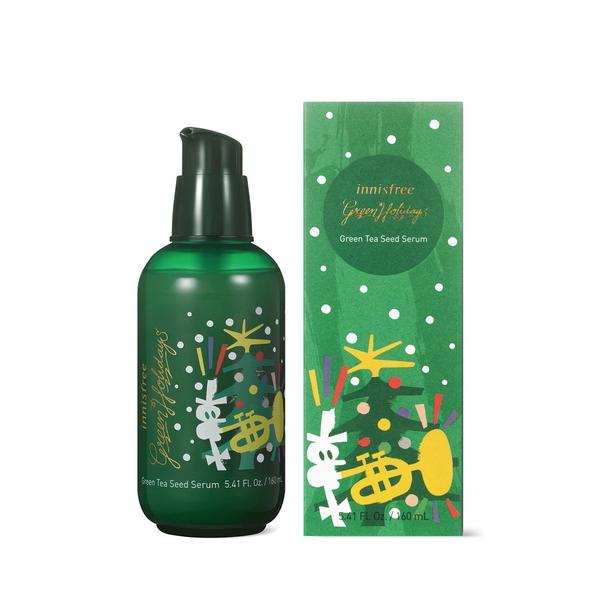 innisfree
Green Holidays
Green Tea Seed Serum 5.41 FL Oz. / 160 mL
innisfree
Green Holidays
Green Tea Seed Serum
5.41 FL Oz. / 160 mL